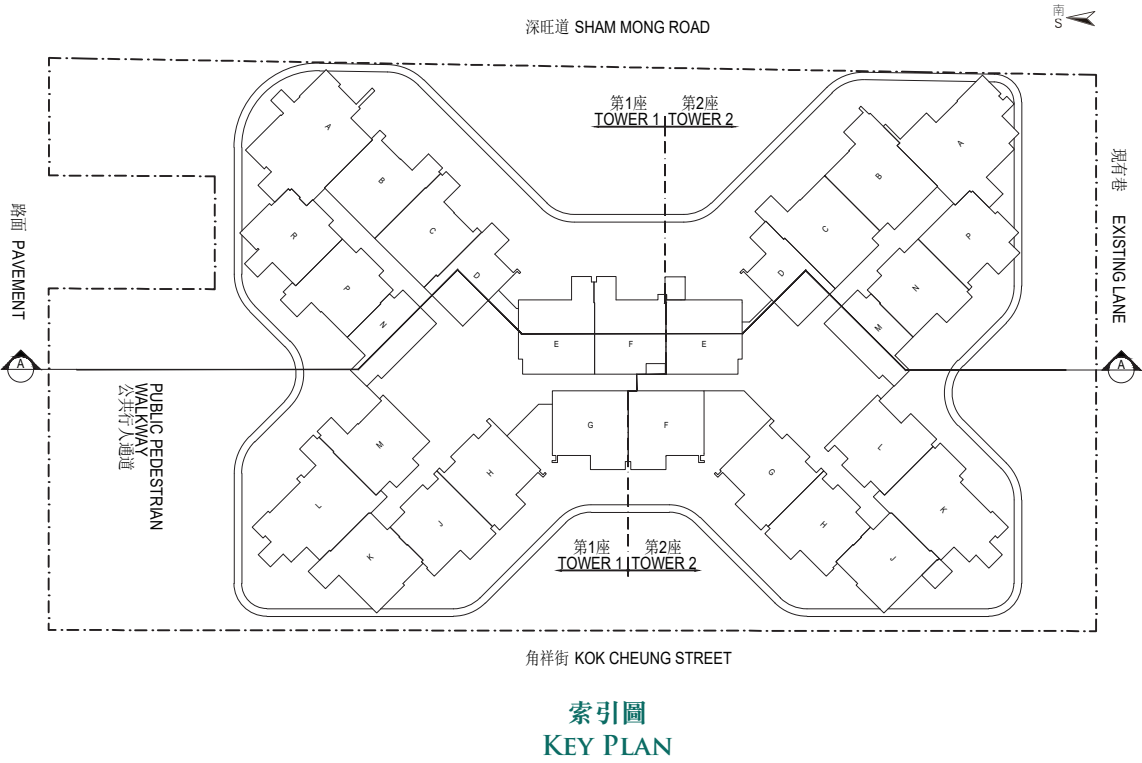 深旺道 SHAM MONG ROAD
南
S
第1座 第2座
TOWER 1 TOWER 2
A
B
C
D
R
P
N
A
B
C
D
P
N
M
現有巷 EXISTING LANE
路面 PAVEMENT
E
F
E
A
A
PUBLIC PEDESTRIAN
WALKWAY
公共行人通道
G
F
M
L
H
J
K
L
K
G
H
J
第1座 第2座
TOWER 1 TOWER 2
角祥街 KOK CHEUNG STREET
索引圖
KEY PLAN